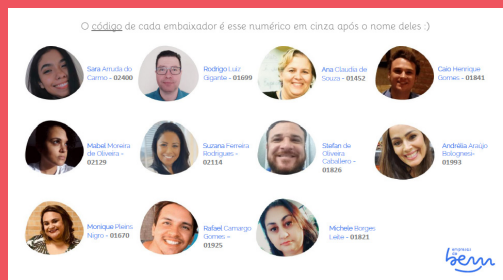 O código de cada embaixador é esse numérico em cinza após o nome deles :)
Sara Arruda do
Carmo - 02400
Rodrigo Luiz
Gigante - 01699
Ana Claudia de
Souza - 01452
Caio Henrique
Gomes - 01841
Mabel Moreira
de Oliveira -
02129
Suzana Ferreira
Rodrigues -
02114
Stefan de
Oliveira
Caballero -
01826
Andréia Araújo
Bolognesi-
01993
Monique Pleins
Nigro - 01670
Rafael Camargo
Gomes -
01925
Michele Borges
Leite - 01821
empresas
do
bem